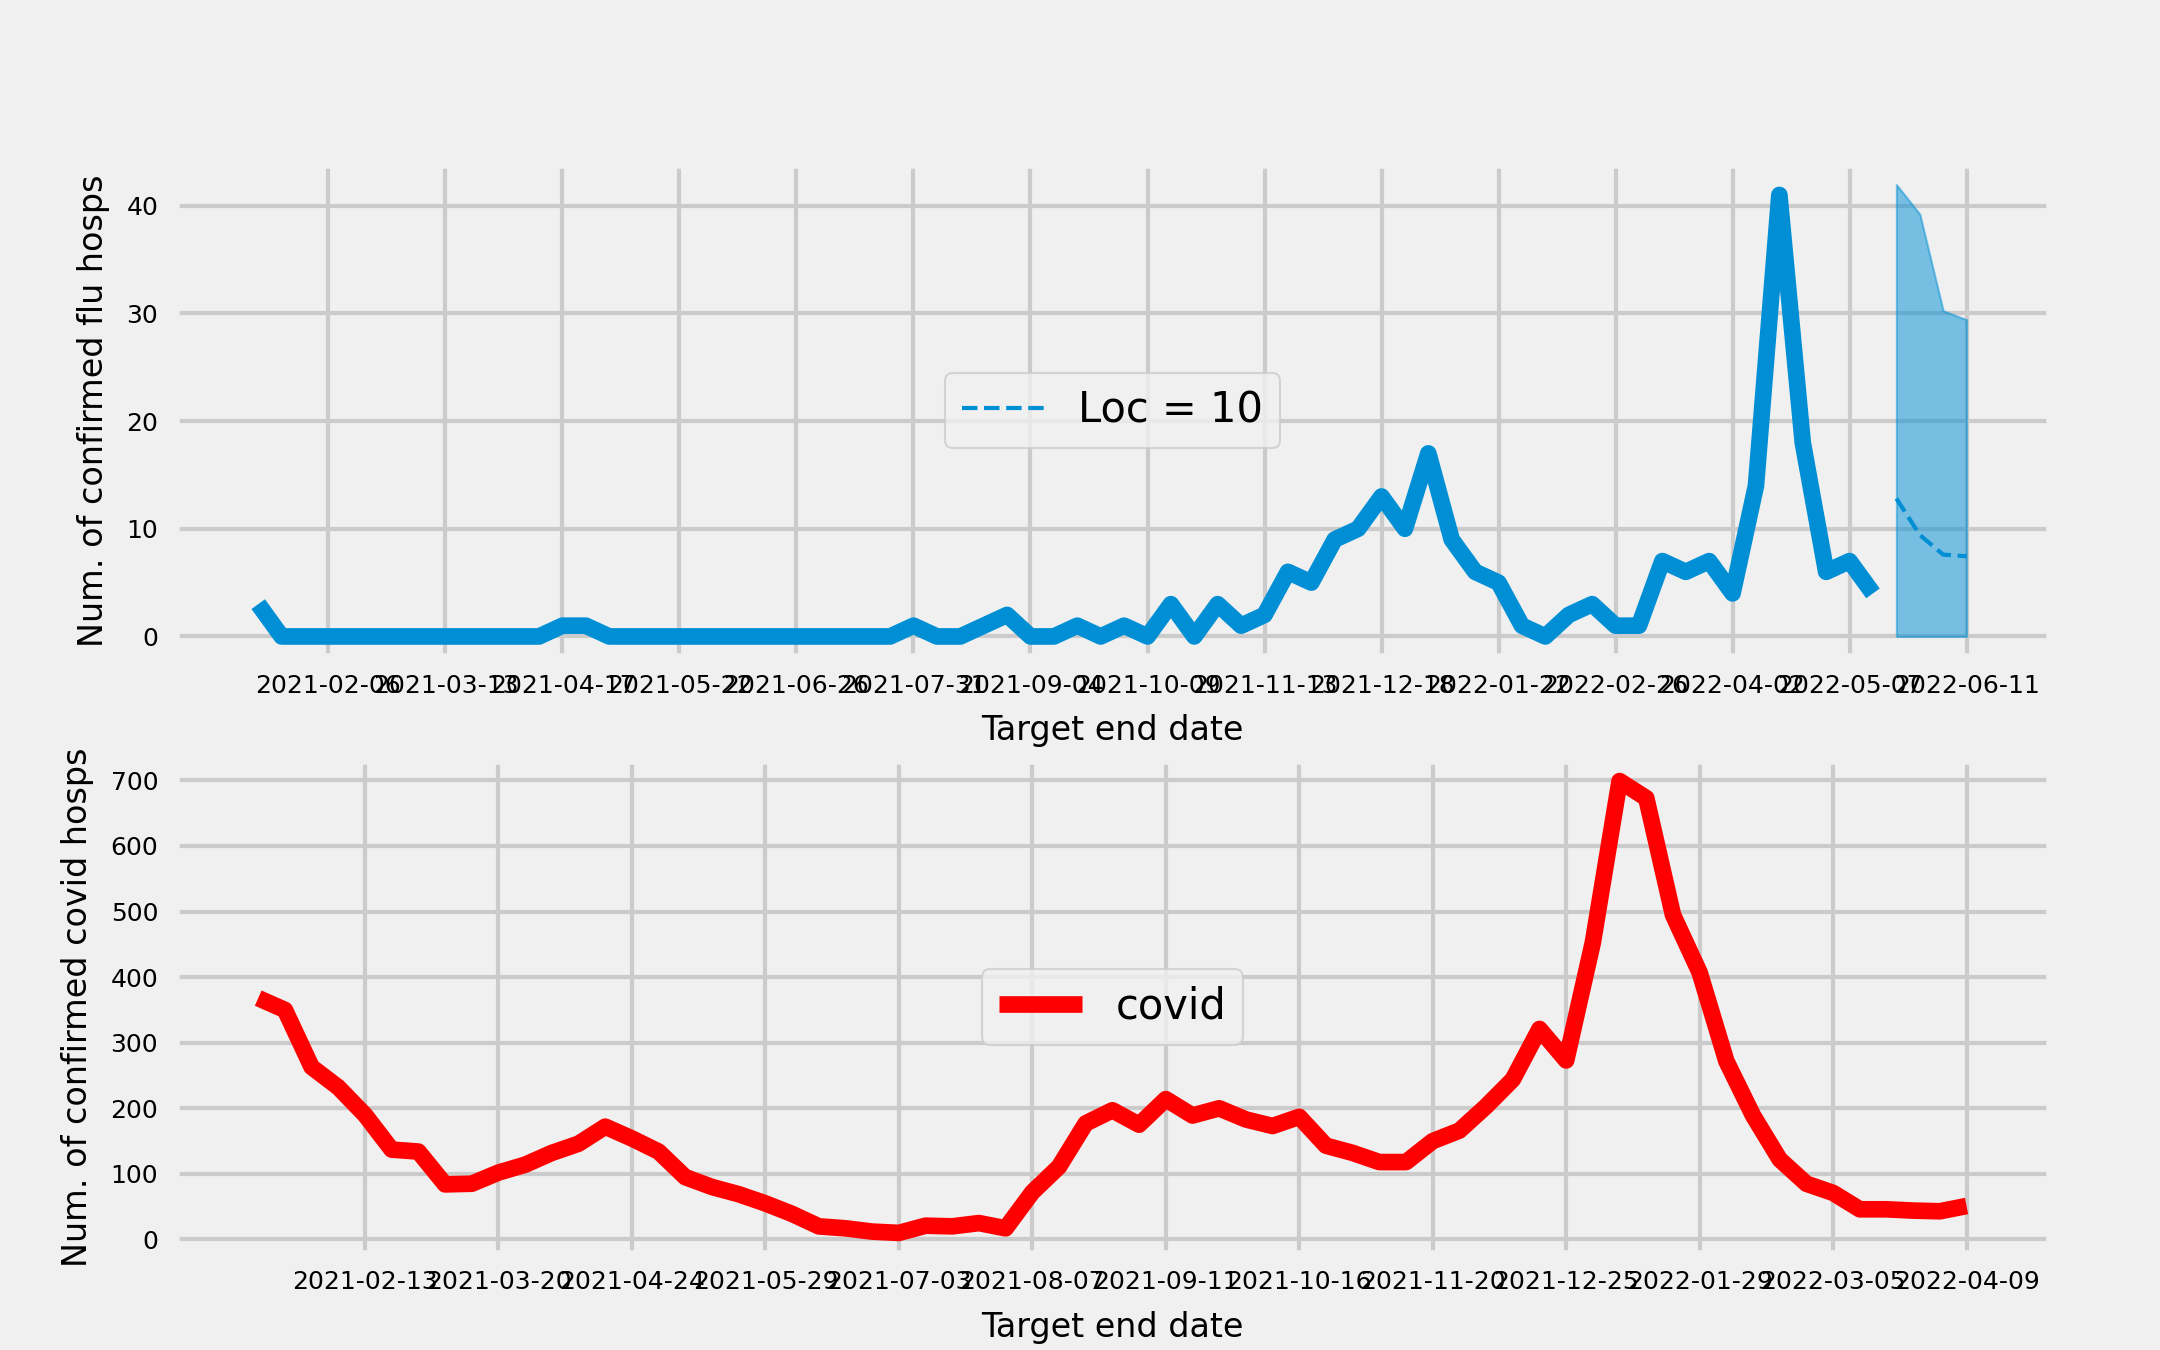 Num. of confirmed flu hosps
40
30
20
10
0
Loc = 10
2021-02-06 2021-03-13 2021-04-17 2021-05-22 2021-06-26 2021-07-31 2021-09-04 2021-10-09 2021-11-13 2021-12-18 2022-01-22 2022-02-26 2022-04-02 2022-05-07 2022-06-11
Target end date
Num. of confirmed covid hosps
700
600
500
400
300
200
100
0
covid
2021-02-13 2021-03-20 2021-04-24 2021-05-29 2021-07-03 2021-08-07 2021-09-11 2021-10-16 2021-11-20 2021-12-25 2022-01-29 2022-03-05 2022-04-09
Target end date